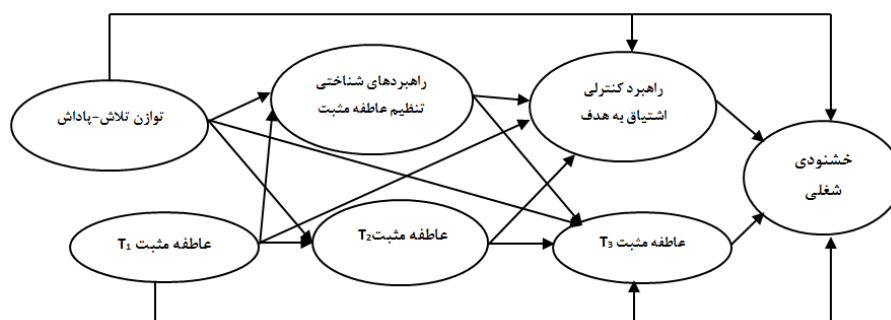 راهبردهای شناختی
تنظیم عاطفه مثبت
راهبرد کنترلی
اشتیاق به هدف
توازن تلاش-پاداش
خشنودی
شغلی
عاطفه مثبت T₁
عاطفه مثبتT₂
عاطفه مثبت T₃